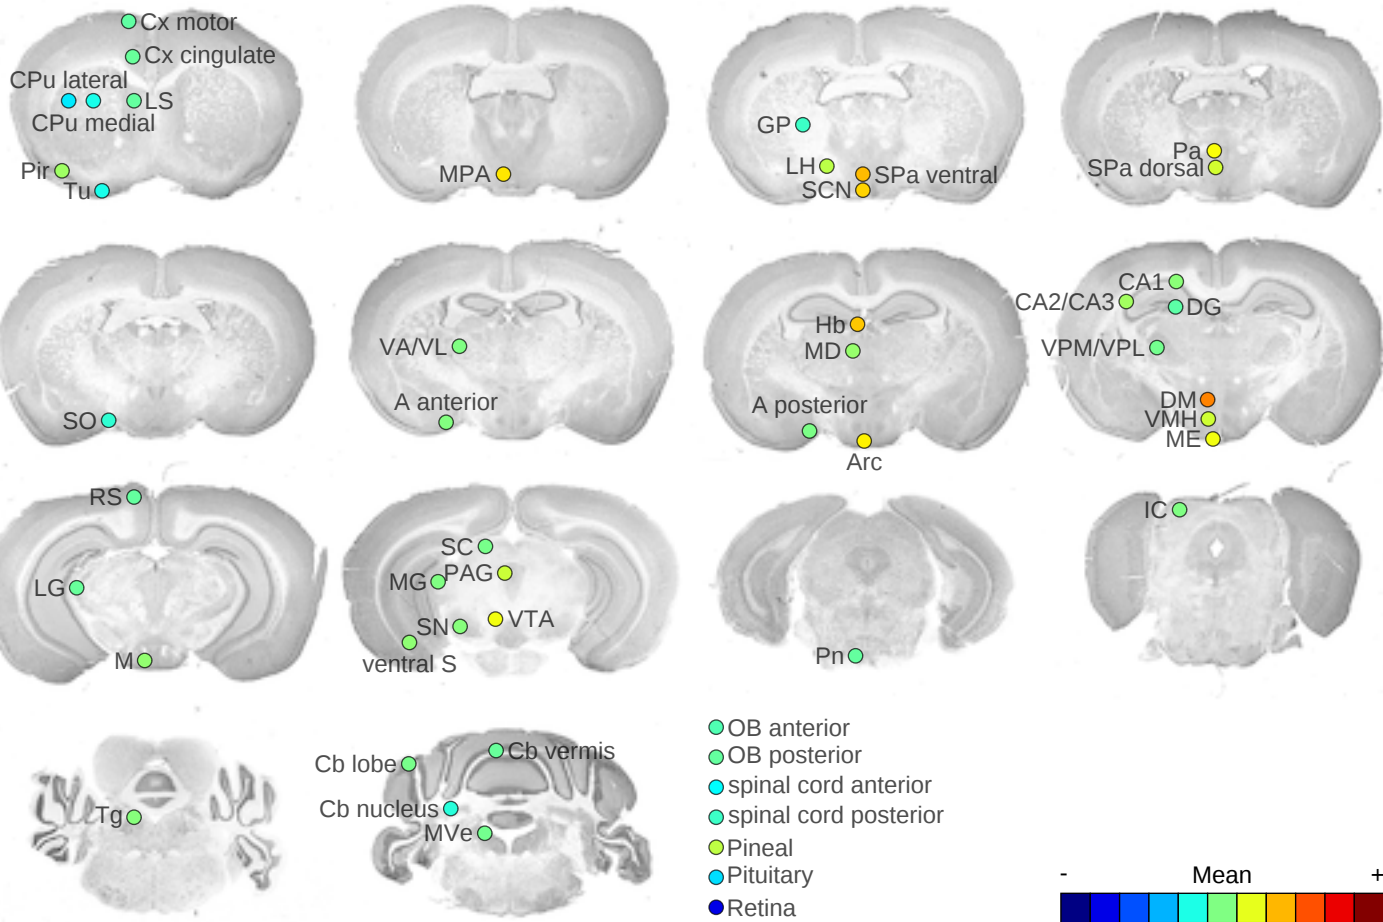 Cx motor
Cx cingulate
CPu lateral
LS
CPu medial
Pir
Tu
MPA
GP
LH
SPa ventral
SCN
Pa
SPa dorsal
SO
VA/VL
A anterior
Hb
MD
A posterior
Arc
CA1
CA2/CA3
DG
VPM/VPL
DM
VMH
ME
RS
LG
M
SC
MG
PAG
SN
VTA
ventral S
Pn
IC
Tg
Cb lobe
Cb vermis
Cb nucleus
MVe
OB anterior
OB posterior
spinal cord anterior
spinal cord posterior
Pineal
Pituitary
Retina
- Mean +